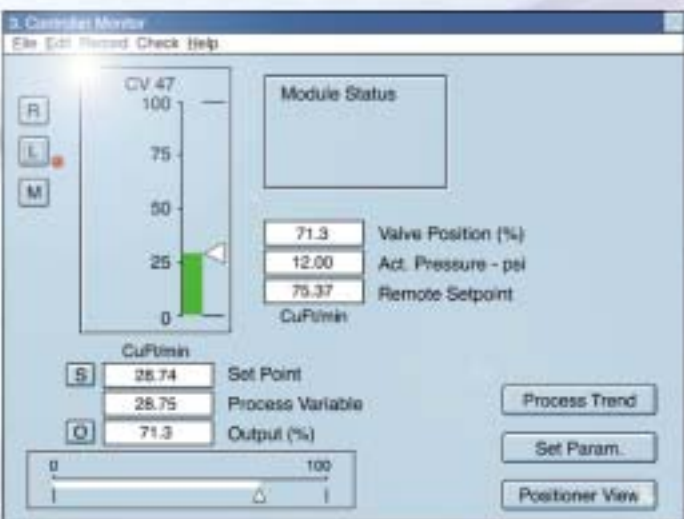 3. Controller Monitor
File Edit Record Check Help
CV 47
100
75
50
25
0
R
L
M
Module Status
71.3 Valve Position (%)
12.00 Act. Pressure - psi
75.37 Remote Setpoint
CuFt/min
CuFt/min
S 28.74 Set Point
28.75 Process Variable
O 71.3 Output (%)
0 100
Process Trend
Set Param.
Positioner View